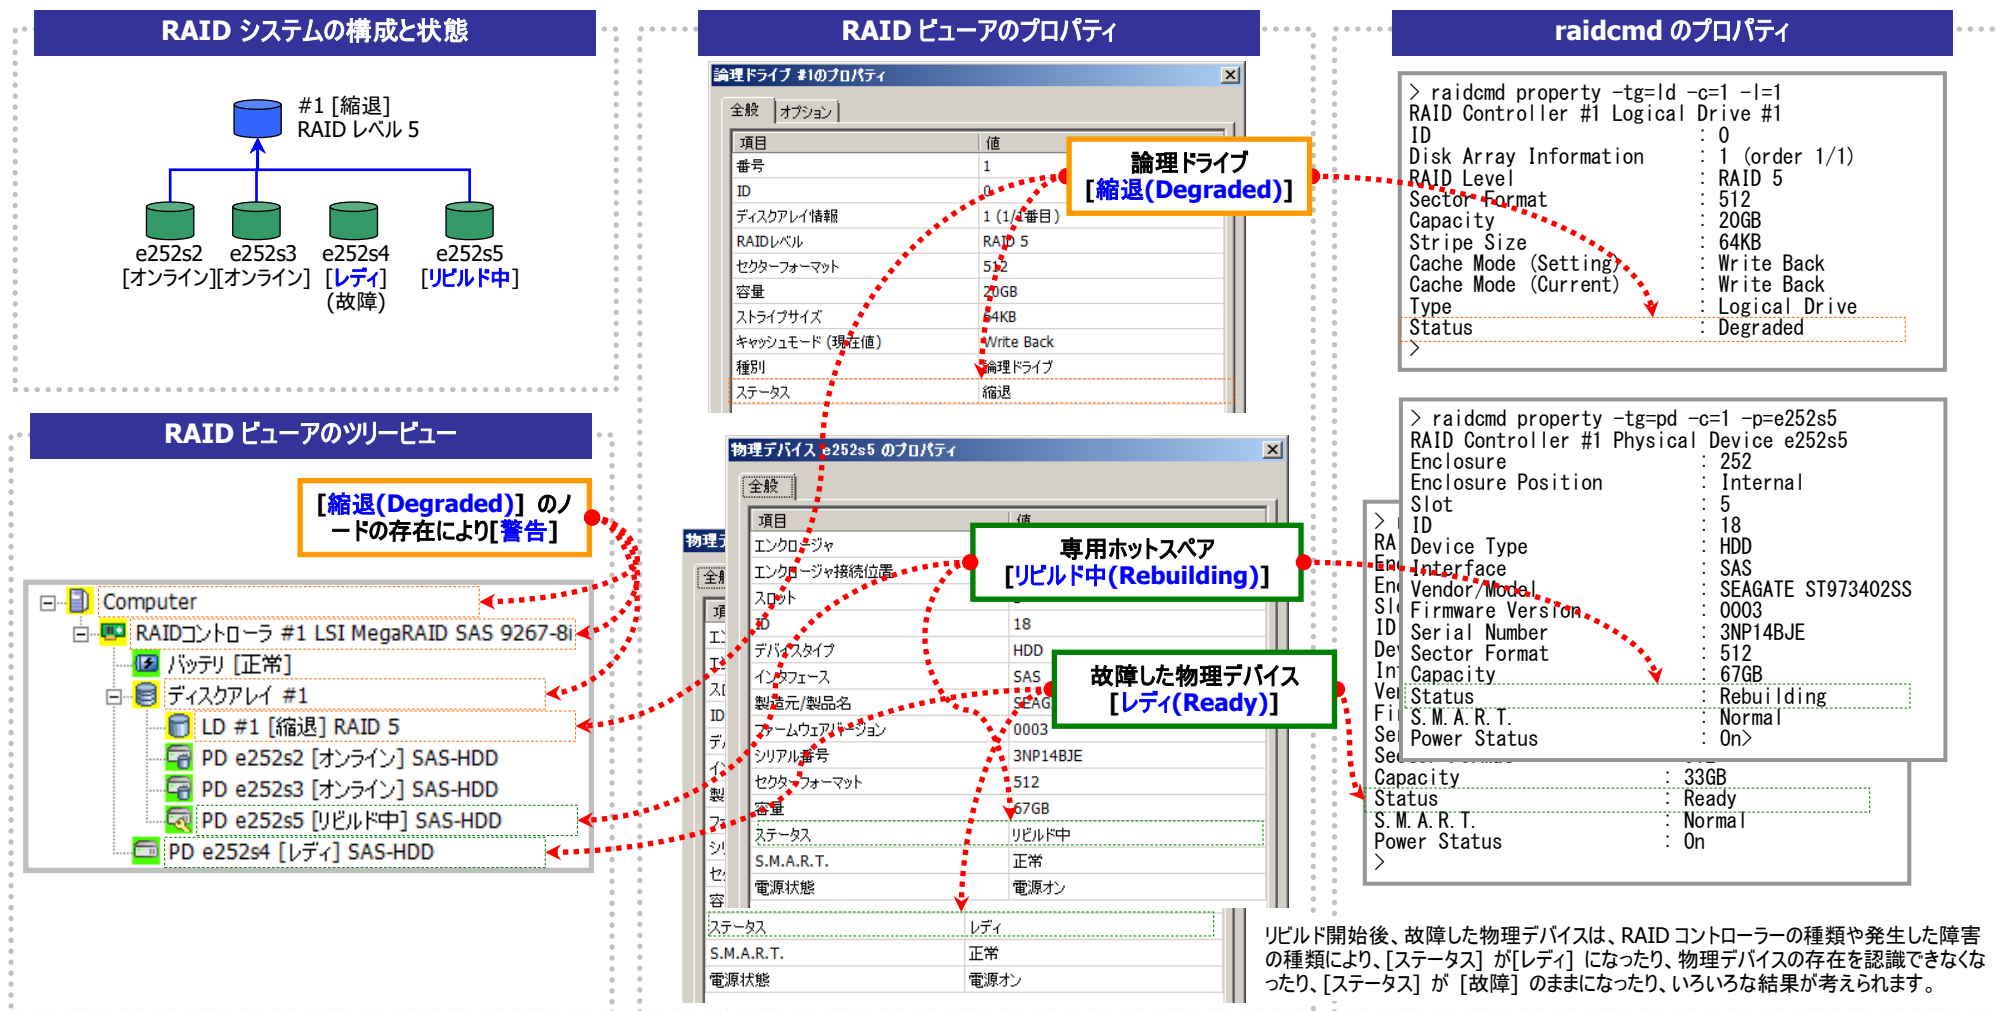 RAID システムの構成と状態
#1 [縮退]
RAID レベル 5
e252s2 e252s3 e252s4 e252s5
[オンライン][オンライン] [レディ] [リビルド中]
(故障)
RAID ビューアのツリービュー
[縮退(Degraded)] のノ
ードの存在により[警告]
Computer
RAIDコントローラ #1 LSI MegaRAID SAS 9267-8i
バッテリ [正常]
ディスクアレイ #1
LD #1 [縮退] RAID 5
PD e252s2 [オンライン] SAS-HDD
PD e252s3 [オンライン] SAS-HDD
PD e252s5 [リビルド中] SAS-HDD
PD e252s4 [レディ] SAS-HDD
RAID ビューアのプロパティ
論理ドライブ #1のプロパティ
全般 オプション
項目 値
番号 1
ID 0
ディスクアレイ情報 1 (1/1番目)
RAIDレベル RAID 5
セクターフォーマット 512
容量 20GB
ストライプサイズ 64KB
キャッシュモード (現在値) Write Back
種別 論理ドライブ
ステータス 縮退
論理ドライブ
[縮退(Degraded)]
物理デバイス e252s5 のプロパティ
全般
項目 値
エンクロージャ
エンクロージャ接続位置
スロット
ID 18
デバイスタイプ HDD
インタフェース SAS
製造元/製品名 SEAG
ファームウェアバージョン 0003
シリアル番号 3NP14BJE
セクターフォーマット 512
容量 67GB
ステータス リビルド中
S.M.A.R.T. 正常
電源状態 電源オン
専用ホットスペア
[リビルド中(Rebuilding)]
故障した物理デバイス
[レディ(Ready)]
ステータス レディ
S.M.A.R.T. 正常
電源状態 電源オン
raidcmd のプロパティ
> raidcmd property -tg=ld -c=1 -l=1
RAID Controller #1 Logical Drive #1
ID : 0
Disk Array Information : 1 (order 1/1)
RAID Level : RAID 5
Sector Format : 512
Capacity : 20GB
Stripe Size : 64KB
Cache Mode (Setting) : Write Back
Cache Mode (Current) : Write Back
Type : Logical Drive
Status : Degraded
>
> raidcmd property -tg=pd -c=1 -p=e252s5
RAID Controller #1 Physical Device e252s5
Enclosure : 252
Enclosure Position : Internal
Slot : 5
ID : 18
Device Type : HDD
Interface : SAS
Vendor/Model : SEAGATE ST973402SS
Firmware Version : 0003
Serial Number : 3NP14BJE
Sector Format : 512
Capacity : 67GB
Status : Rebuilding
S.M.A.R.T. : Normal
Power Status : On>
Capacity : 33GB
Status : Ready
S.M.A.R.T. : Normal
Power Status : On
>
リビルド開始後、故障した物理デバイスは、RAID コントローラーの種類や発生した障害
の種類により、[ステータス] が[レディ] になったり、物理デバイスの存在を認識できなくな
ったり、[ステータス] が [故障] のままになったり、いろいろな結果が考えられます。